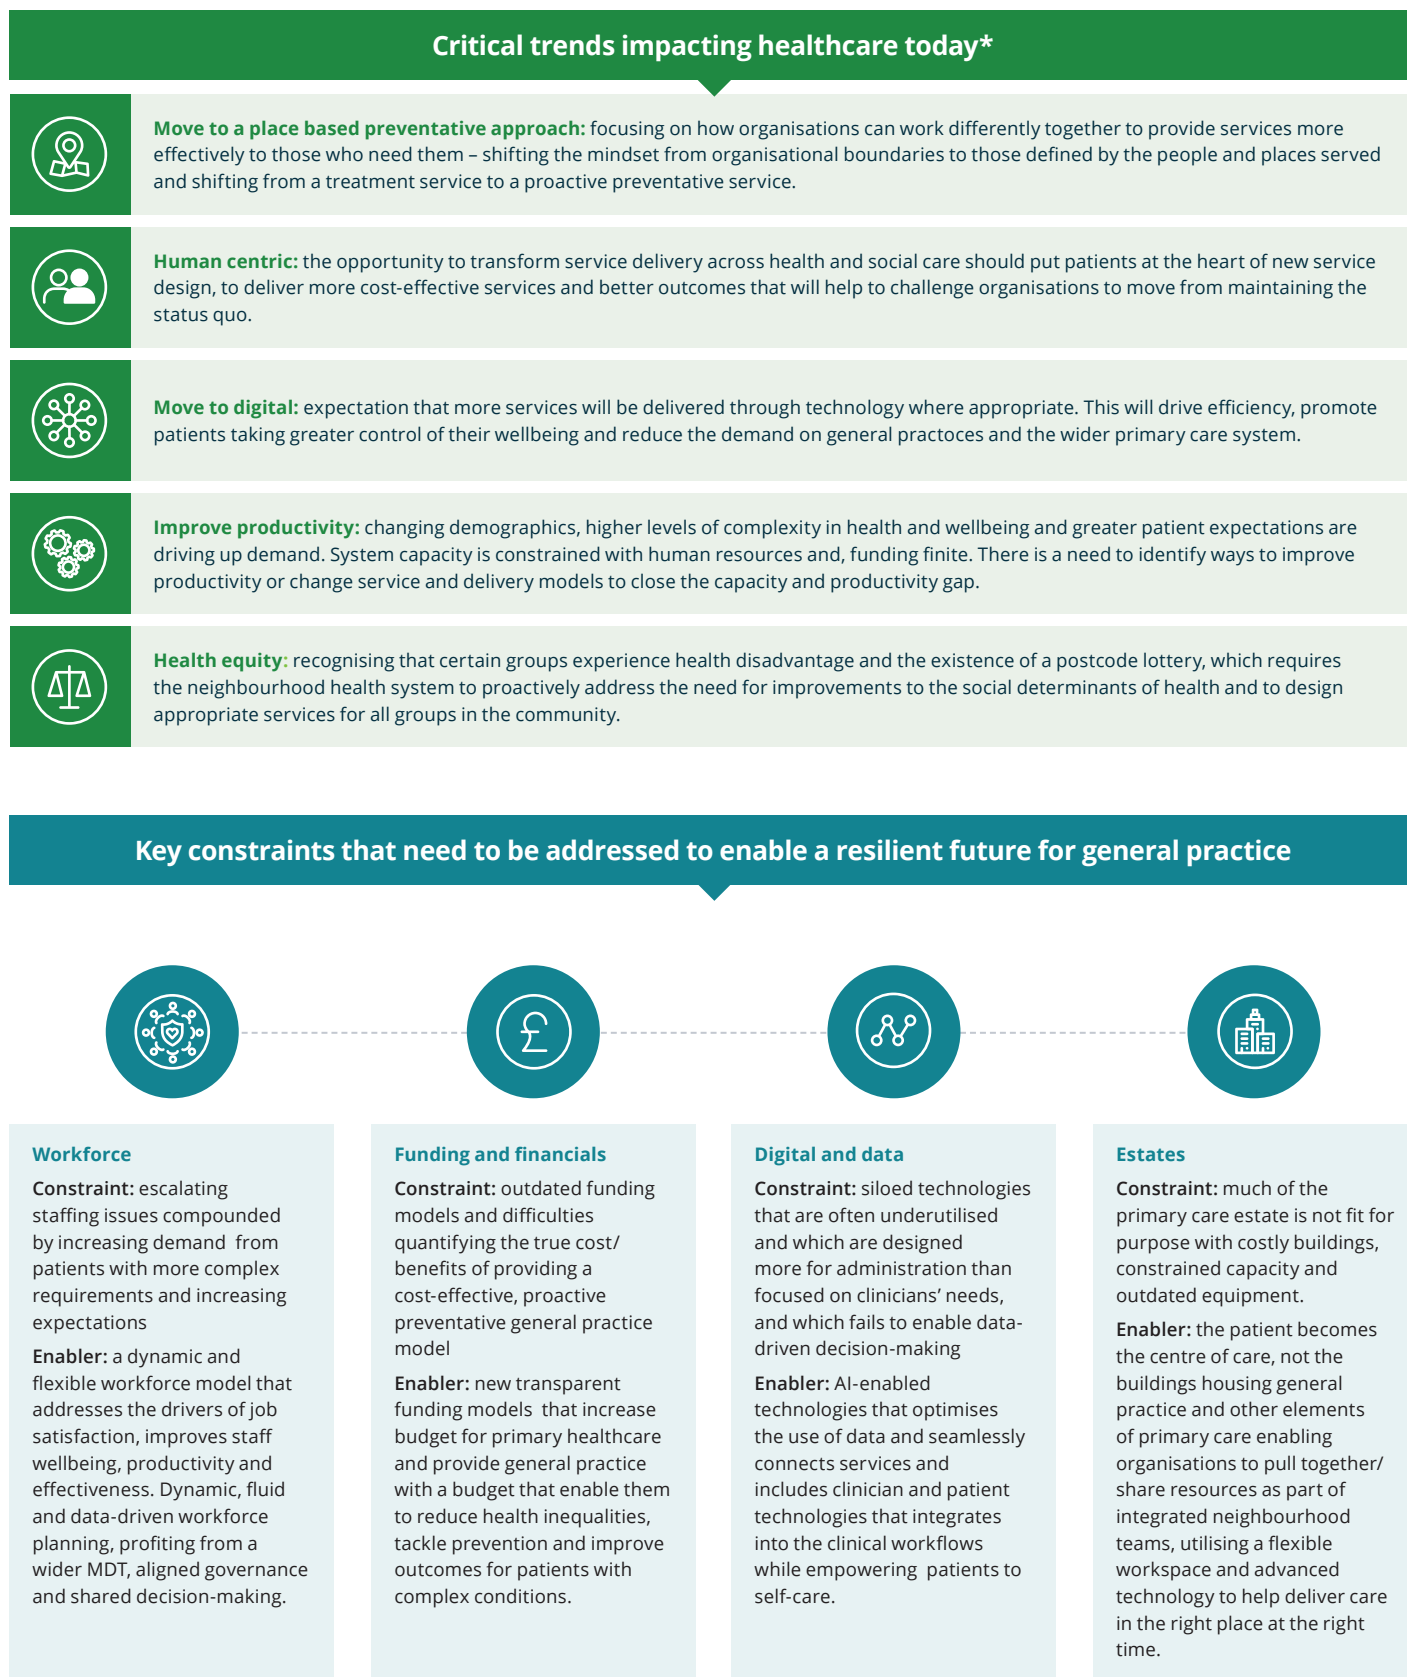 Critical trends impacting healthcare today*
Move to a place based preventative approach: focusing on how organisations can work differently together to provide services more
effectively to those who need them – shifting the mindset from organisational boundaries to those defined by the people and places served
and shifting from a treatment service to a proactive preventative service.
Human centric: the opportunity to transform service delivery across health and social care should put patients at the heart of new service
design, to deliver more cost-effective services and better outcomes that will help to challenge organisations to move from maintaining the
status quo.
Move to digital: expectation that more services will be delivered through technology where appropriate. This will drive efficiency, promote
patients taking greater control of their wellbeing and reduce the demand on general practoces and the wider primary care system.
Improve productivity: changing demographics, higher levels of complexity in health and wellbeing and greater patient expectations are
driving up demand. System capacity is constrained with human resources and, funding finite. There is a need to identify ways to improve
productivity or change service and delivery models to close the capacity and productivity gap.
Health equity: recognising that certain groups experience health disadvantage and the existence of a postcode lottery, which requires
the neighbourhood health system to proactively address the need for improvements to the social determinants of health and to design
appropriate services for all groups in the community.
Key constraints that need to be addressed to enable a resilient future for general practice
£
Workforce
Constraint: escalating
staffing issues compounded
by increasing demand from
patients with more complex
requirements and increasing
expectations
Enabler: a dynamic and
flexible workforce model that
addresses the drivers of job
satisfaction, improves staff
wellbeing, productivity and
effectiveness. Dynamic, fluid
and data-driven workforce
planning, profiting from a
wider MDT, aligned governance
and shared decision-making.
Funding and financials
Constraint: outdated funding
models and difficulties
quantifying the true cost/
benefits of providing a
cost-effective, proactive
preventative general practice
model
Enabler: new transparent
funding models that increase
budget for primary healthcare
and provide general practice
with a budget that enable them
to reduce health inequalities,
tackle prevention and improve
outcomes for patients with
complex conditions.
Digital and data
Constraint: siloed technologies
that are often underutilised
and which are designed
more for administration than
focused on clinicians’ needs,
and which fails to enable data-
driven decision-making
Enabler: AI-enabled
technologies that optimises
the use of data and seamlessly
connects services and
includes clinician and patient
technologies that integrates
into the clinical workflows
while empowering patients to
self-care.
Estates
Constraint: much of the
primary care estate is not fit for
purpose with costly buildings,
constrained capacity and
outdated equipment.
Enabler: the patient becomes
the centre of care, not the
buildings housing general
practice and other elements
of primary care enabling
organisations to pull together/
share resources as part of
integrated neighbourhood
teams, utilising a flexible
workspace and advanced
technology to help deliver care
in the right place at the right
time.